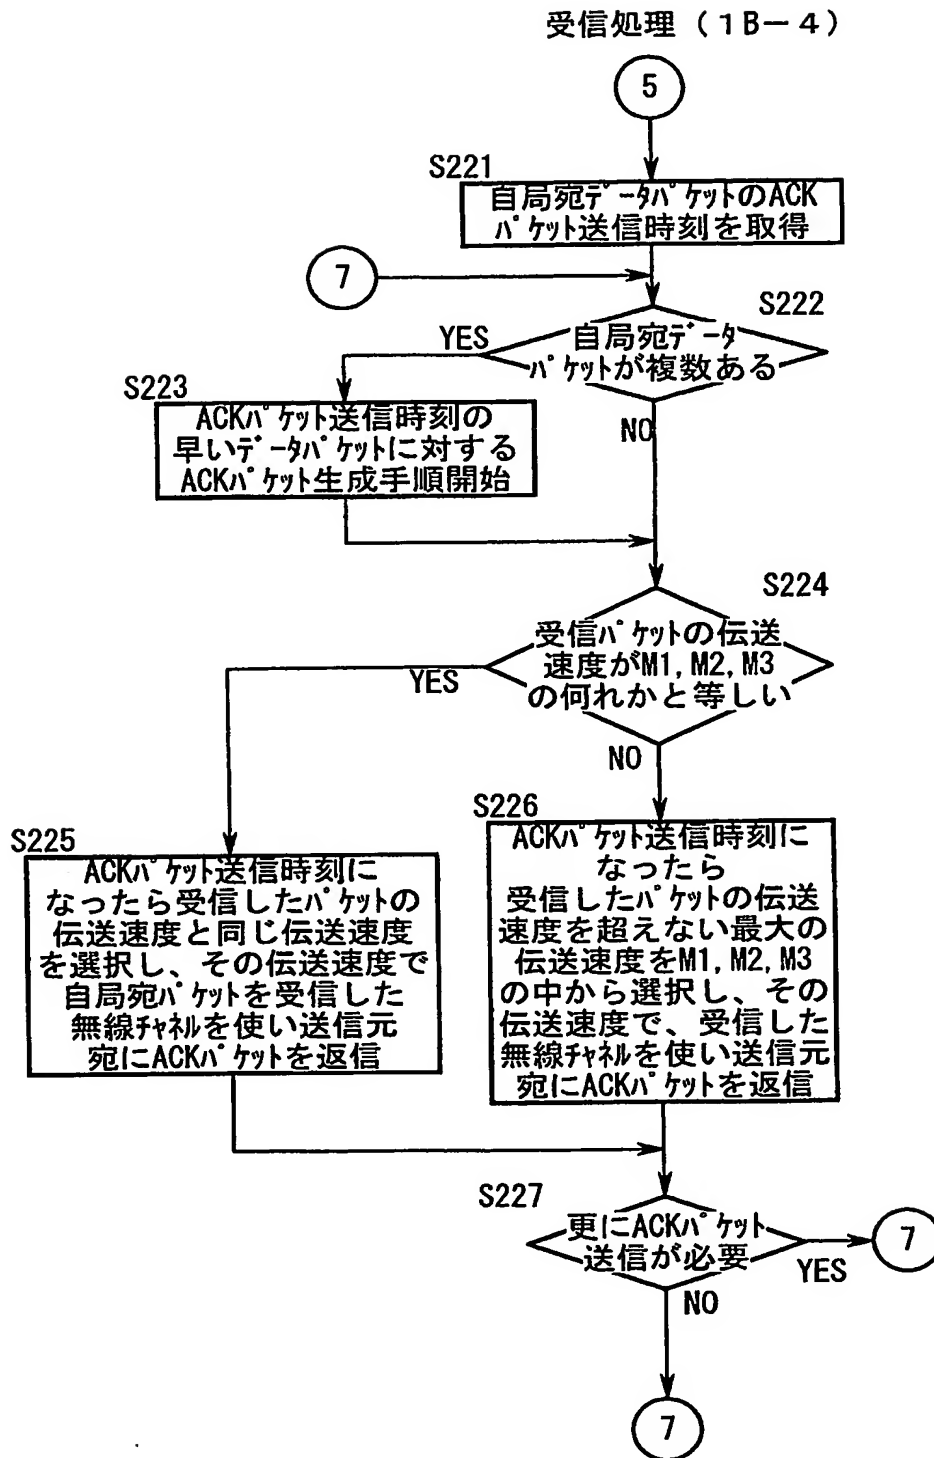 受信処理（1B－4）
5
S221
自局宛データパケットのACK
パケット送信時刻を取得
7
S222
自局宛データ
パケットが複数ある
YES
NO
S223
ACKパケット送信時刻の
早いデータパケットに対する
ACKパケット生成手順開始
S224
受信パケットの伝送
速度がM1, M2, M3
の何れかと等しい
YES
NO
S225
ACKパケット送信時刻に
なったら受信したパケットの
伝送速度と同じ伝送速度
を選択し、その伝送速度で
自局宛パケットを受信した
無線チャネルを使い送信元
宛にACKパケットを返信
S226
ACKパケット送信時刻に
なったら
受信したパケットの伝送
速度を超えない最大の
伝送速度をM1, M2, M3
の中から選択し、その
伝送速度で、受信した
無線チャネルを使い送信元
宛にACKパケットを返信
S227
更にACKパケット
送信が必要
YES
7
NO
7